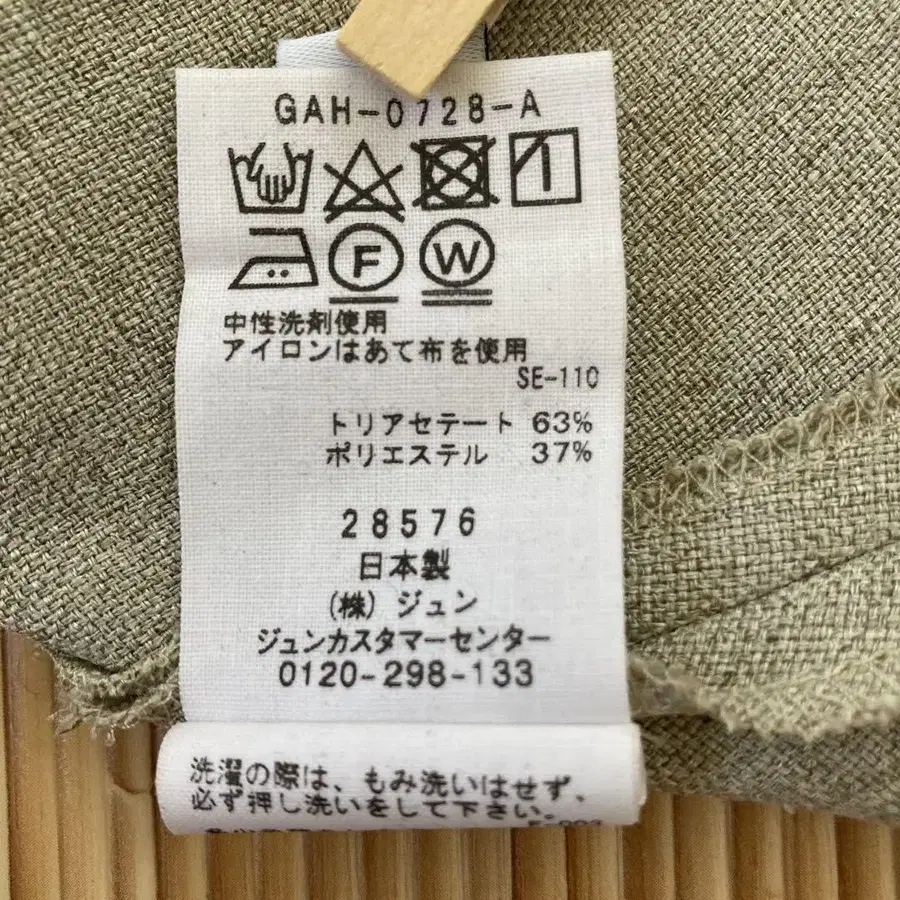 GAH-0728-A
F W
中性洗剤使用
アイロンはあて布を使用
SE-110
トリアセテート 63%
ポリエステル 37%
28576
日本製
(株) ジュン
ジュンカスタマーセンター
0120-298-133
洗濯の際は、もみ洗いはせず、
必ず押し洗いをして下さい。